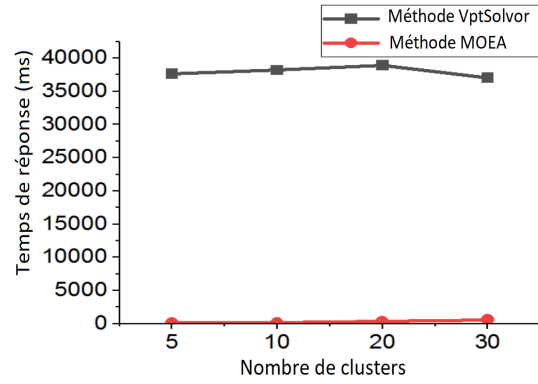 Méthode VptSolvor
Méthode MOEA
Temps de réponse (ms)
40000
35000
30000
25000
20000
15000
10000
5000
0
5 10 20 30
Nombre de clusters